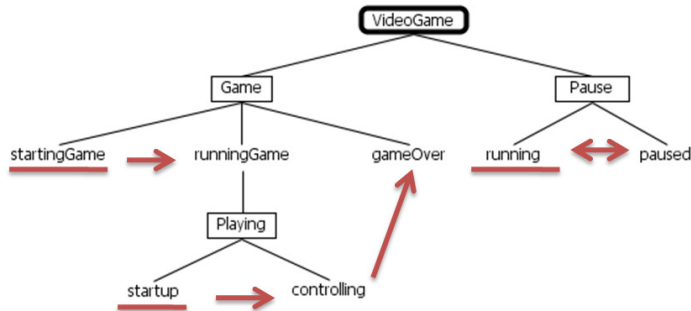 VideoGame
Game
Pause
startingGame
runningGame
gameOver
running
paused
Playing
startup
controlling